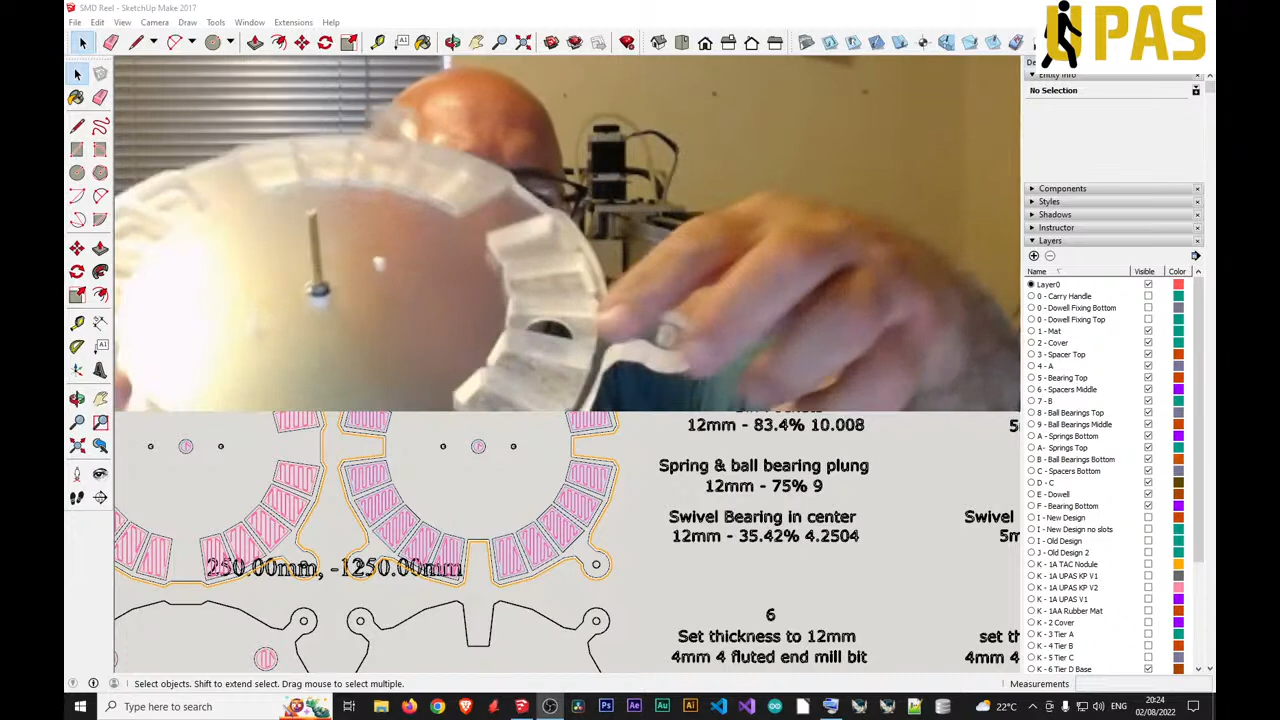 SMD Reel - SketchUp Make 2017
UPAS
File Edit View Camera Draw Tools Window Extensions Help
Entity Info
No Selection
Components
Styles
Shadows
Instructor
Layers
Name Visible Color
Layer0
0 - Carry Handle
0 - Dowell Fixing Bottom
0 - Dowell Fixing Top
1 - Mat
2 - Cover
3 - Spacer Top
4 - A
5 - Bearing Top
6 - Spacers Middle
7 - B
8 - Ball Bearings Top
9 - Ball Bearings Middle
A - Springs Bottom
A- Springs Top
B - Ball Bearings Bottom
C - Spacers Bottom
D - C
E - Dowell
F - Bearing Bottom
I - New Design
I - New Design no slots
I - Old Design
J - Old Design 2
K - 1A TAC Nodule
K - 1A UPAS KP V1
K - 1A UPAS KP V2
K - 1A UPAS V1
K - 1AA Rubber Mat
K - 2 Cover
K - 3 Tier A
K - 4 Tier B
K - 5 Tier C
K - 6 Tier D Base
12mm - 83.4% 10.008
Spring & ball bearing plung
12mm - 75% 9
Swivel Bearing in center
12mm - 35.42% 4.2504
Swivel
5m
250.00mm, -1250.00mm
6
Set thickness to 12mm
4mm 4 fluted end mill bit
set th
4mm
Select objects. Shift to extend select. Drag mouse to select multiple.
Measurements
Type here to search
22°C
ENG
20:24
02/08/2022